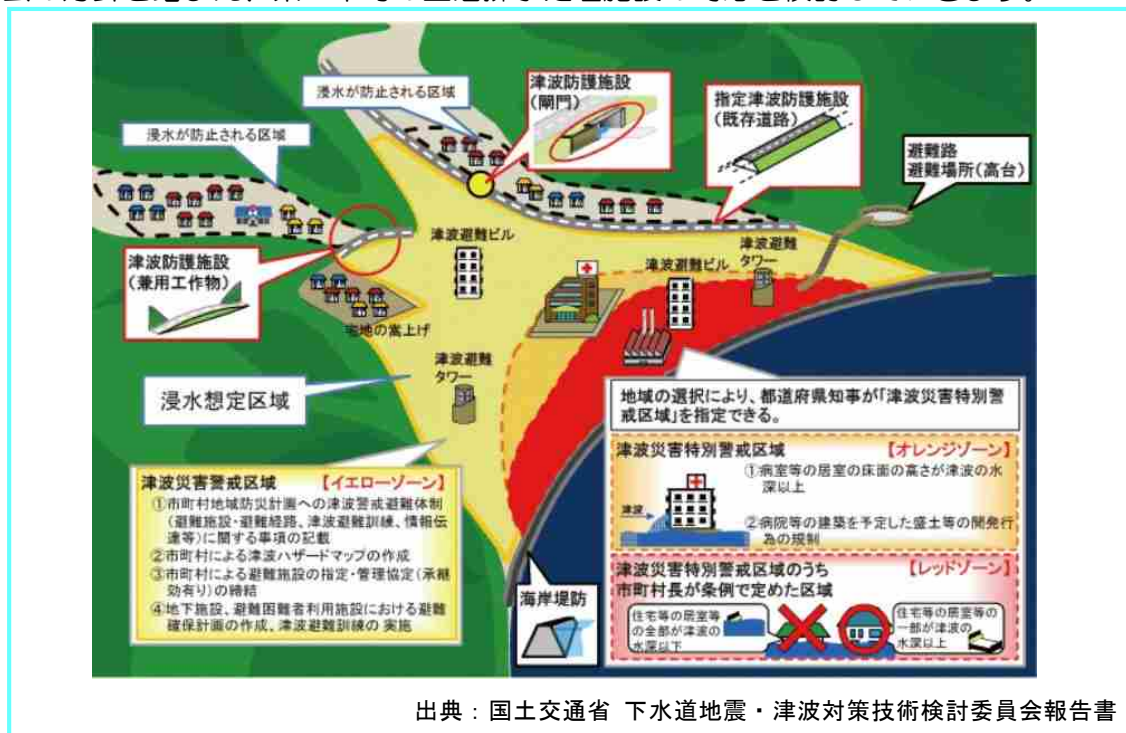 浸水が防止される区域
浸水が防止される区域
津波防護施設
(閘門)
指定津波防護施設
(既存道路)
避難路
避難場所(高台)
津波避難ビル
津波避難ビル
津波避難
タワー
津波防護施設
(兼用工作物)
宅地の嵩上げ
津波避難
タワー
浸水想定区域
地域の選択により、都道府県知事が「津波災害特別警
戒区域」を指定できる。
津波災害特別警戒区域 【オレンジゾーン】
①病室等の居室の床面の高さが津波の水
深以上
津波
②病院等の建築を予定した盛土等の開発行
為の規制
津波災害警戒区域 【イエローゾーン】
①市町村地域防災計画への津波警戒避難体制
(避難施設・避難経路、津波避難訓練、情報伝
達等)に関する事項の記載
②市町村による津波ハザードマップの作成
③市町村による避難施設の指定・管理協定(承継
効有り)の締結
④地下施設、避難困難者利用施設における避難
確保計画の作成、津波避難訓練の実施
海岸堤防
津波災害特別警戒区域のうち 【レッドゾーン】
市町村長が条例で定めた区域
住宅等の居室等
の全部が津波の
水深以下
住宅等の居室等の
一部が津波の
水深以上
出典：国土交通省 下水道地震・津波対策技術検討委員会報告書